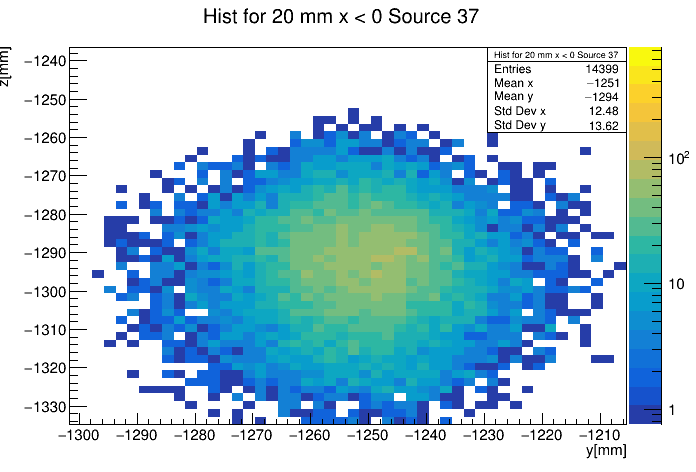 Hist for 20 mm x < 0 Source 37
z[mm]
−1240
−1250
−1260
−1270
−1280
−1290
−1300
−1310
−1320
−1330
Hist for 20 mm x < 0 Source 37
Entries 14399
Mean x −1251
Mean y −1294
Std Dev x 12.48
Std Dev y 13.62
10²
10
1
−1300 −1290 −1280 −1270 −1260 −1250 −1240 −1230 −1220 −1210
y[mm]